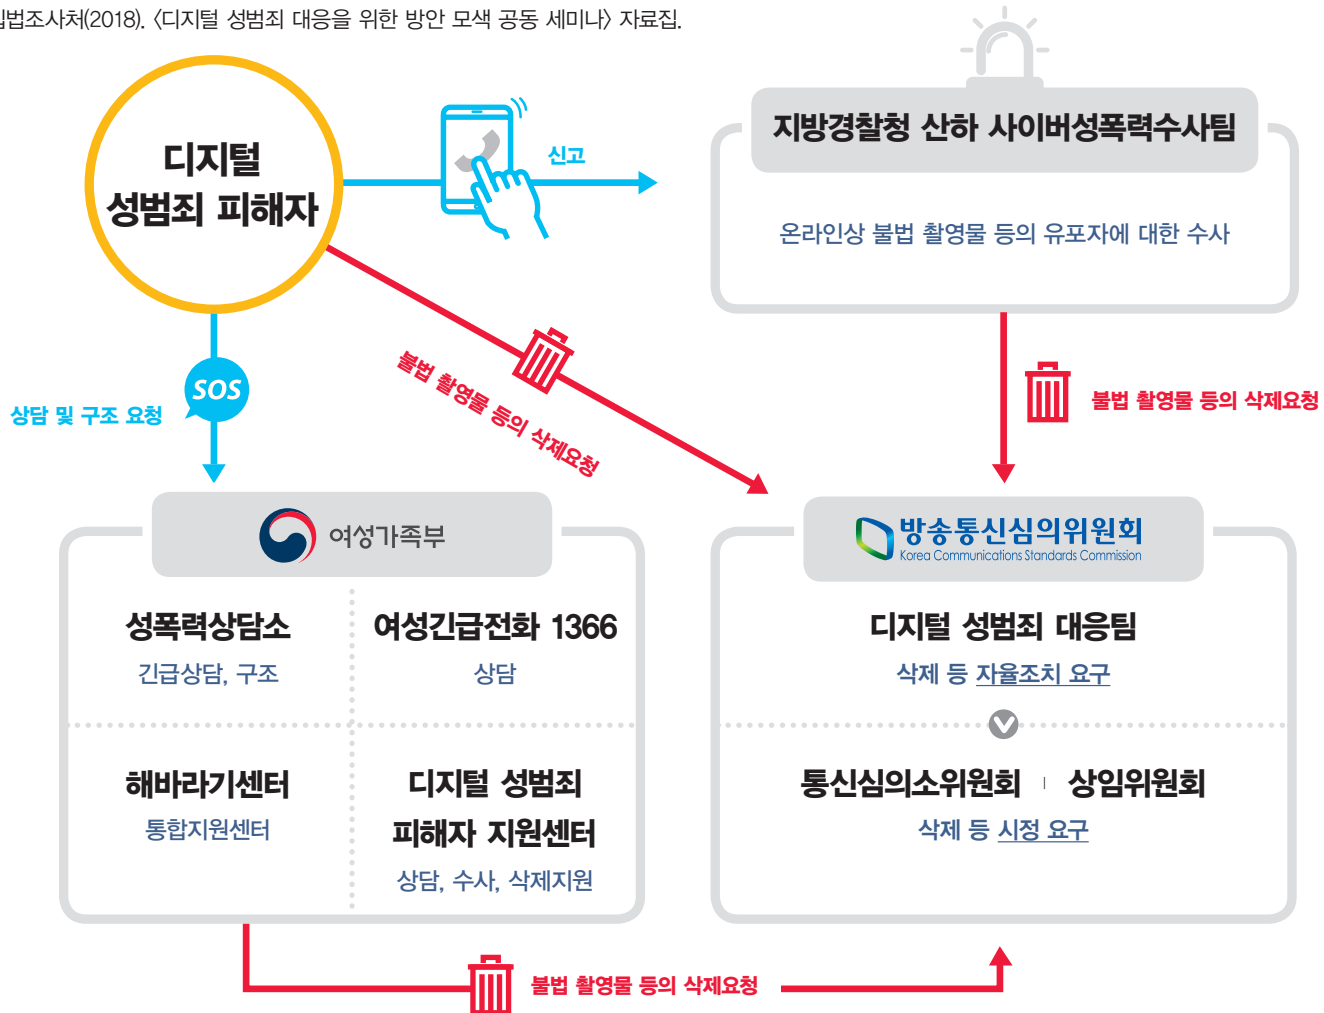 입법조사처(2018). 〈디지털 성범죄 대응을 위한 방안 모색 공동 세미나〉 자료집.
디지털
성범죄 피해자
신고
지방경찰청 산하 사이버성폭력수사팀
온라인상 불법 촬영물 등의 유포자에 대한 수사
SOS
상담 및 구조 요청
불법 촬영물 등의 삭제요청
불법 촬영물 등의 삭제요청
여성가족부
성폭력상담소
긴급상담, 구조
여성긴급전화 1366
상담
해바라기센터
통합지원센터
디지털 성범죄
피해자 지원센터
상담, 수사, 삭제지원
방송통신심의위원회
Korea Communications Standards Commission
디지털 성범죄 대응팀
삭제 등 자율조치 요구
통신심의소위원회 | 상임위원회
삭제 등 시정 요구
불법 촬영물 등의 삭제요청